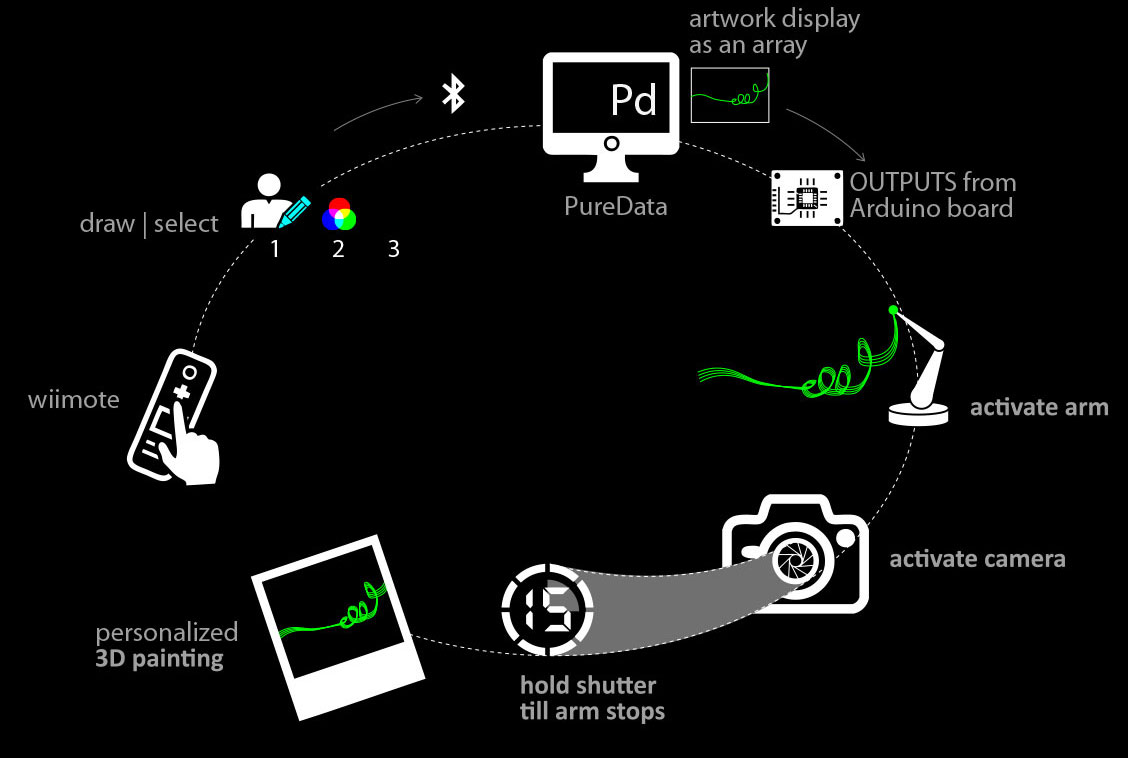 artwork display
as an array
Pd
PureData
OUTPUTS from
Arduino board
draw | select
1 2 3
wiimote
activate arm
activate camera
15
hold shutter
till arm stops
personalized
3D painting